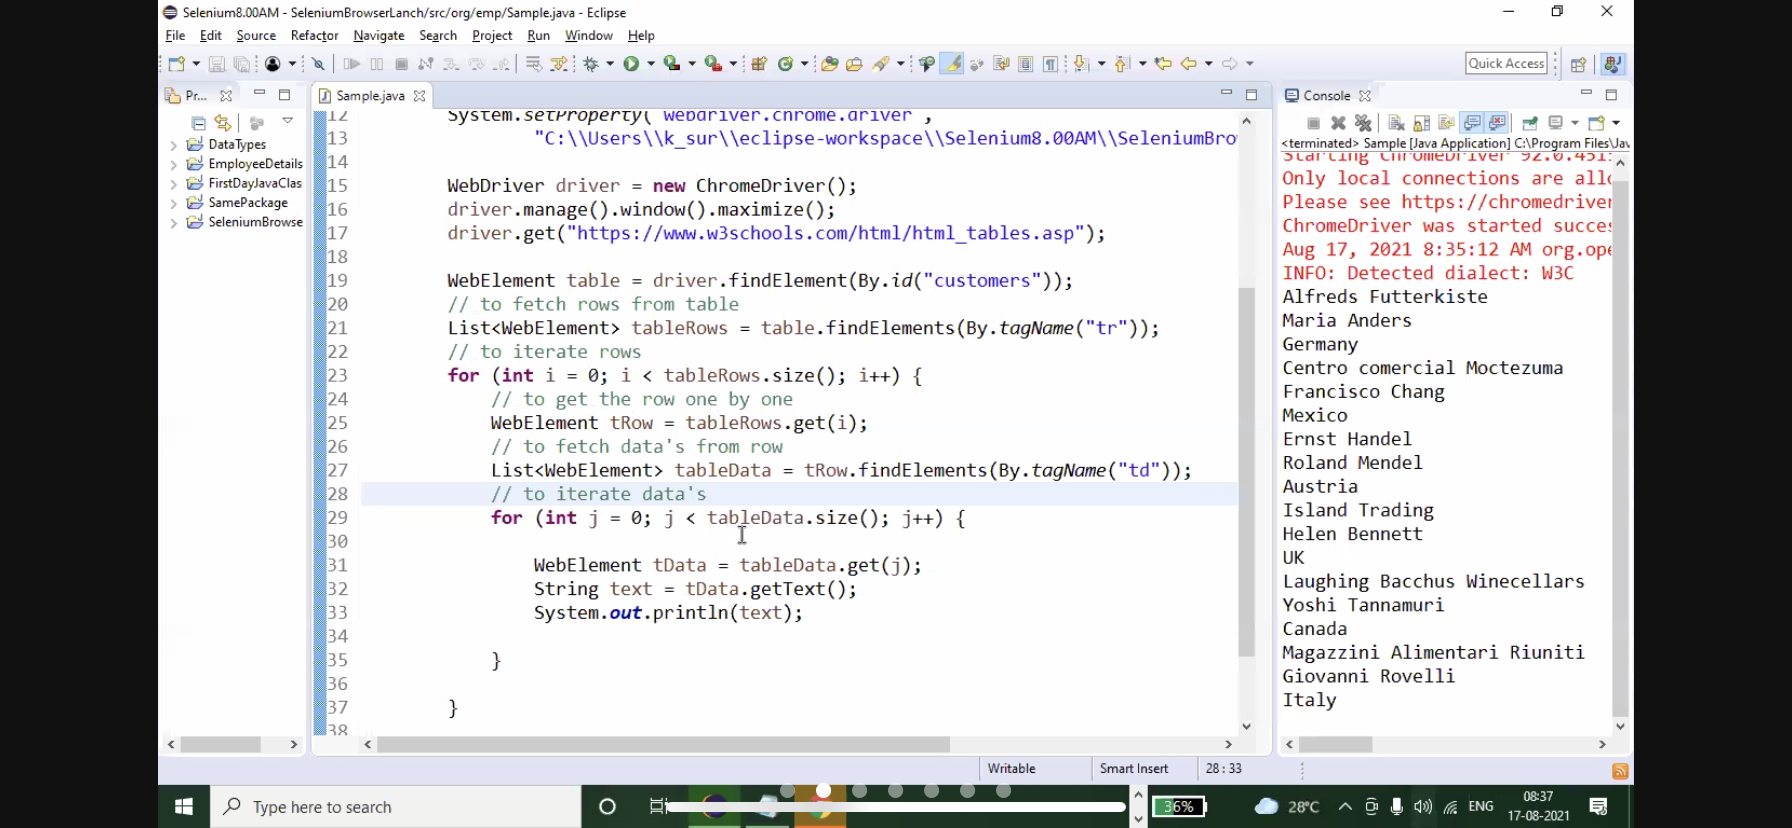 Selenium8.00AM - SeleniumBrowserLanch/src/org/emp/Sample.java - Eclipse
File Edit Source Refactor Navigate Search Project Run Window Help
Quick Access
Pr...
DataTypes
EmployeeDetails
FirstDayJavaClas
SamePackage
SeleniumBrowse
Sample.java
12 System.setProperty("webdriver.chrome.driver",
13 "C:\\Users\\k_sur\\eclipse-workspace\\Selenium8.00AM\\SeleniumBro
14
15 WebDriver driver = new ChromeDriver();
16 driver.manage().window().maximize();
17 driver.get("https://www.w3schools.com/html/html_tables.asp");
18
19 WebElement table = driver.findElement(By.id("customers"));
20 // to fetch rows from table
21 List<WebElement> tableRows = table.findElements(By.tagName("tr"));
22 // to iterate rows
23 for (int i = 0; i < tableRows.size(); i++) {
24 // to get the row one by one
25 WebElement tRow = tableRows.get(i);
26 // to fetch data's from row
27 List<WebElement> tableData = tRow.findElements(By.tagName("td"));
28 // to iterate data's
29 for (int j = 0; j < tableData.size(); j++) {
30
31 WebElement tData = tableData.get(j);
32 String text = tData.getText();
33 System.out.println(text);
34
35 }
36
37 }
38
Console
<terminated> Sample [Java Application] C:\Program Files\Jav
Starting ChromeDriver 92.0.451
Only local connections are all
Please see https://chromedriver
ChromeDriver was started succe
Aug 17, 2021 8:35:12 AM org.ope
INFO: Detected dialect: W3C
Alfreds Futterkiste
Maria Anders
Germany
Centro comercial Moctezuma
Francisco Chang
Mexico
Ernst Handel
Roland Mendel
Austria
Island Trading
Helen Bennett
UK
Laughing Bacchus Winecellars
Yoshi Tannamuri
Canada
Magazzini Alimentari Riuniti
Giovanni Rovelli
Italy
Writable Smart Insert 28 : 33
Type here to search
36%
28°C
ENG
08:37
17-08-2021